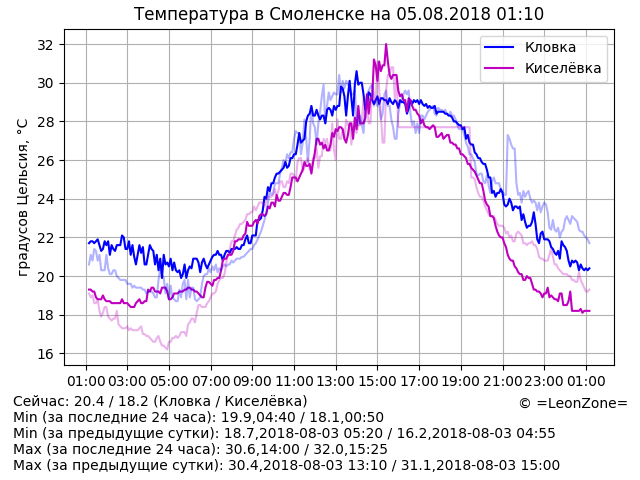 Температура в Смоленске на 05.08.2018 01:10
Кловка
Киселёвка
градусов Цельсия, °C
32
30
28
26
24
22
20
18
16
01:00 03:00 05:00 07:00 09:00 11:00 13:00 15:00 17:00 19:00 21:00 23:00 01:00
Сейчас: 20.4 / 18.2 (Кловка / Киселёвка)
© =LeonZone=
Min (за последние 24 часа): 19.9,04:40 / 18.1,00:50
Min (за предыдущие сутки): 18.7,2018-08-03 05:20 / 16.2,2018-08-03 04:55
Max (за последние 24 часа): 30.6,14:00 / 32.0,15:25
Max (за предыдущие сутки): 30.4,2018-08-03 13:10 / 31.1,2018-08-03 15:00